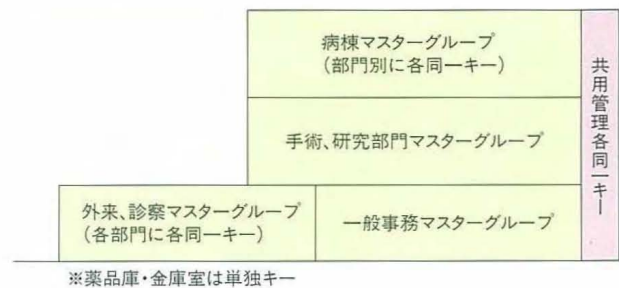 病棟マスターグループ
(部門別に各同一キー)
手術、研究部門マスターグループ
外来、診察マスターグループ
(各部門に各同一キー)
一般事務マスターグループ
共用管理各同一キー
※薬品庫・金庫室は単独キー